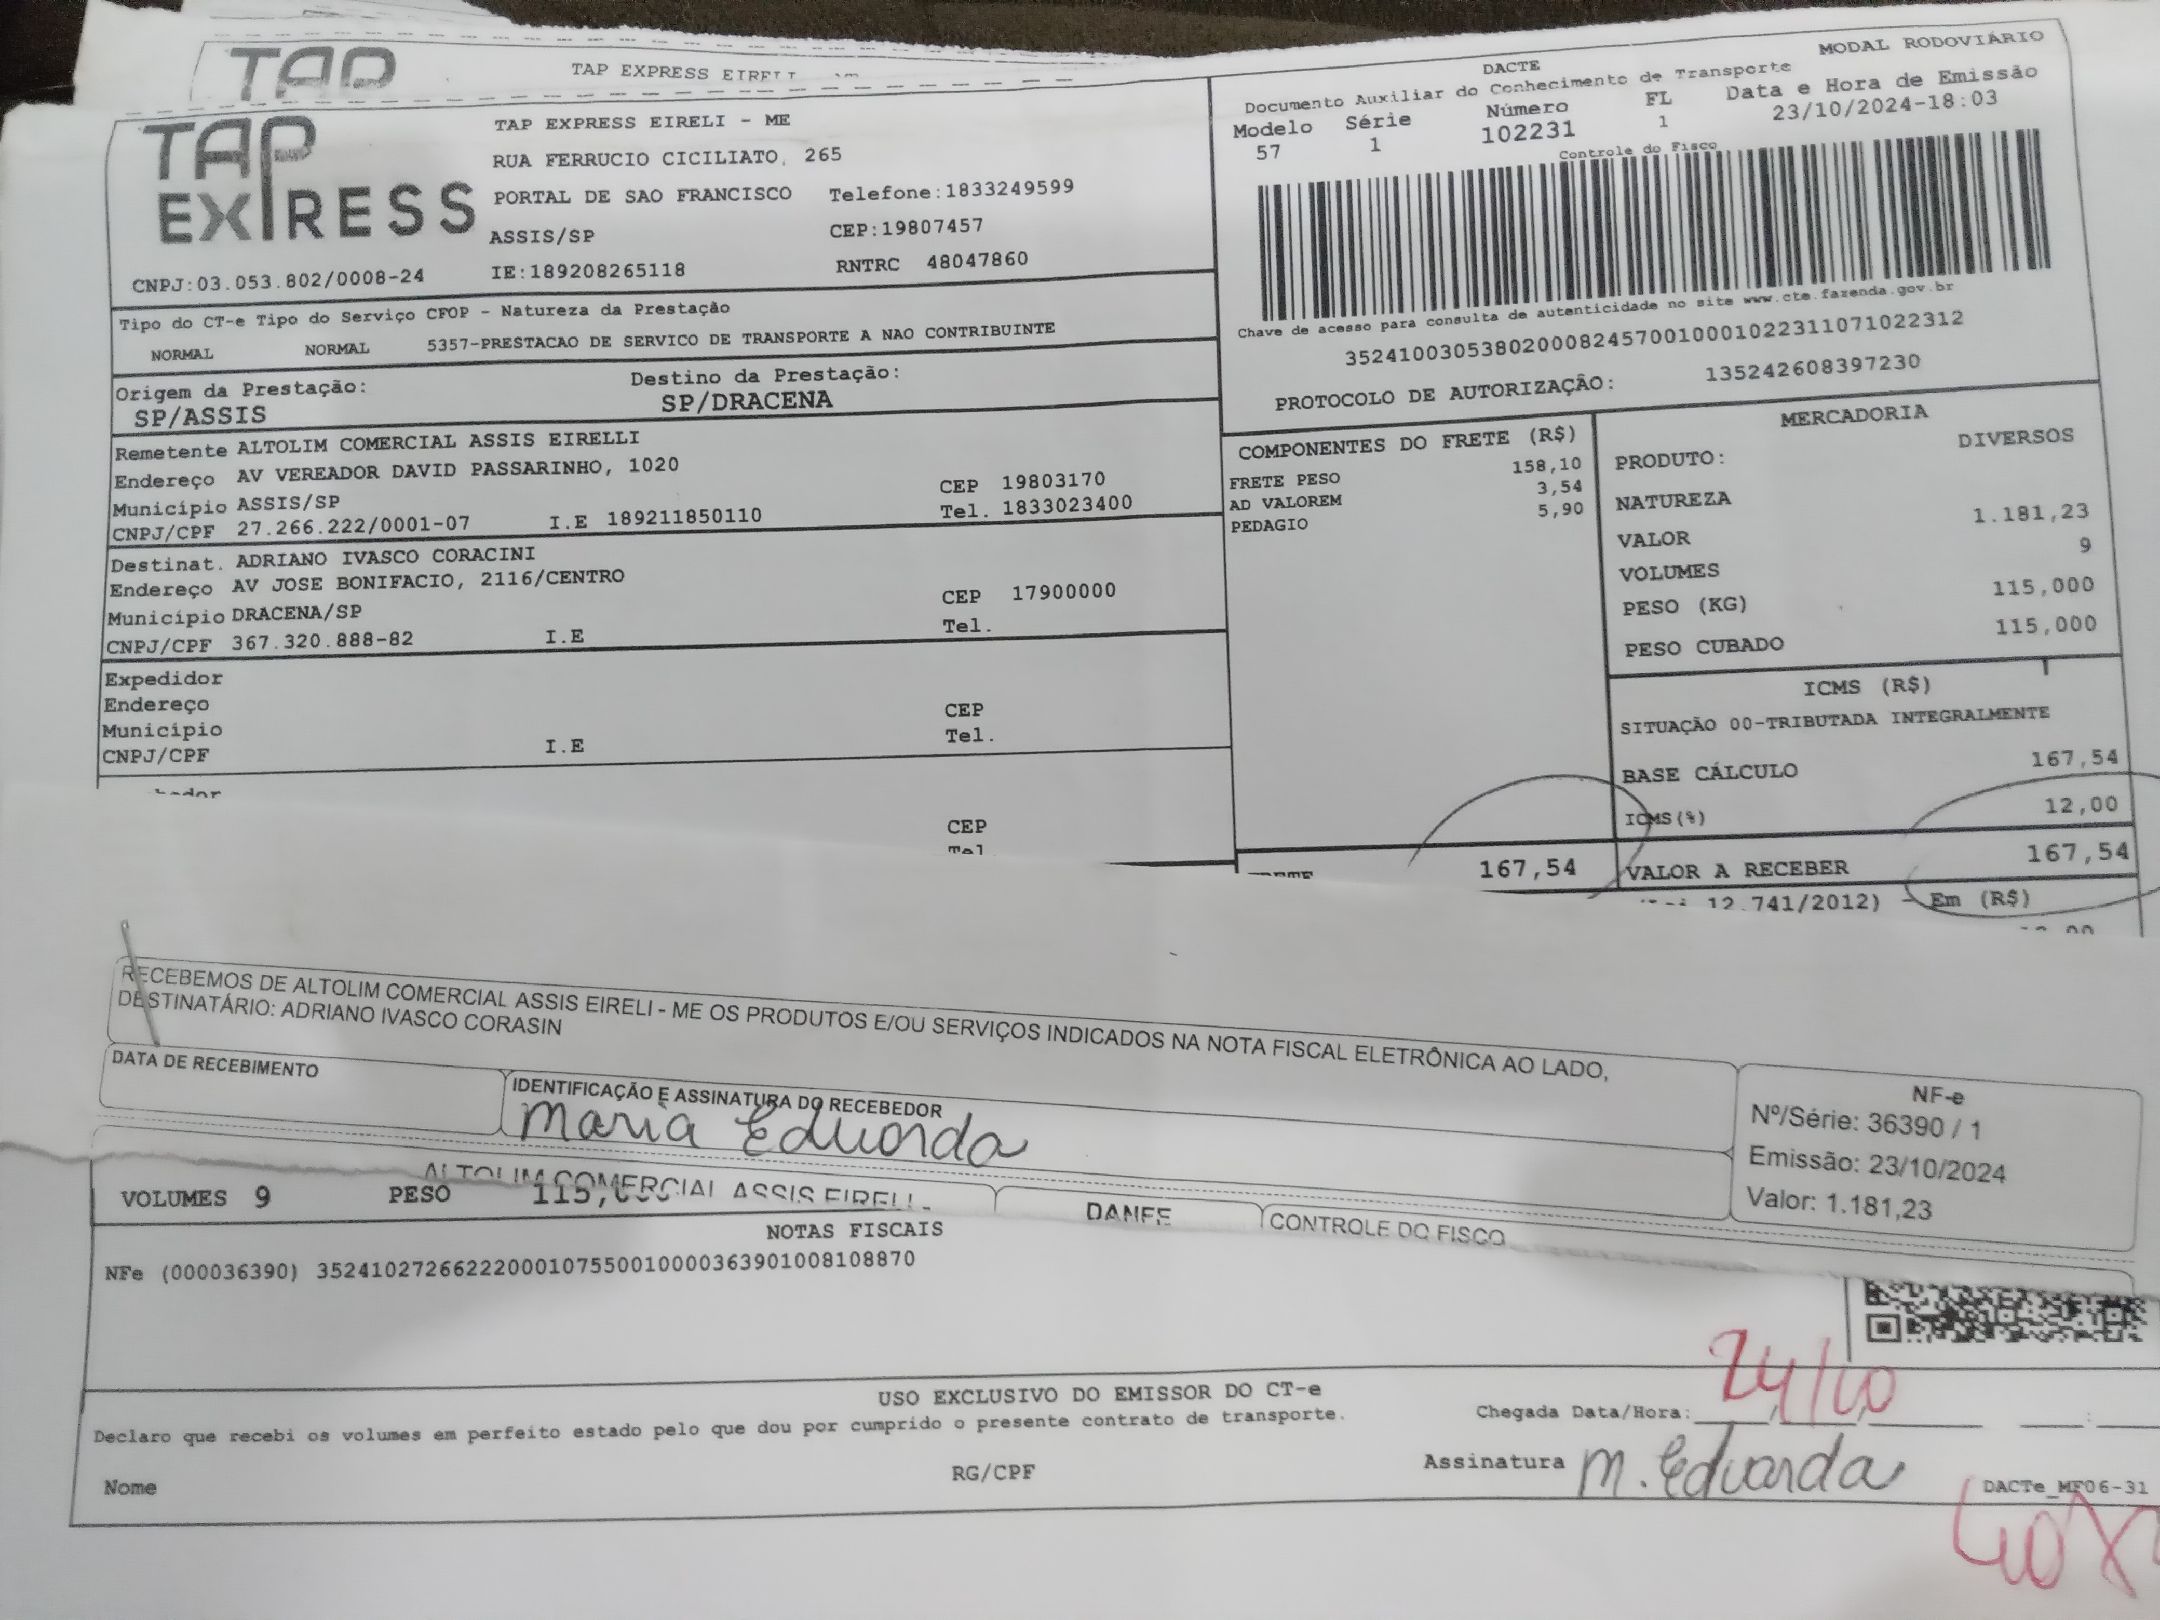 TAP
TAP EXPRESS EIRELI
TAP EXPRESS
TAP EXPRESS EIRELI - ME
RUA FERRUCIO CICILIATO, 265
PORTAL DE SAO FRANCISCO Telefone:1833249599
ASSIS/SP CEP:19807457
CNPJ:03.053.802/0008-24 IE:189208265118 RNTRC 48047860
DACTE MODAL RODOVIÁRIO
Documento Auxiliar do Conhecimento de Transporte
Modelo Série Número FL Data e Hora de Emissão
57 1 102231 1 23/10/2024-18:03
Controle do Fisco
Chave de acesso para consulta de autenticidade no site www.cte.fazenda.gov.br
35241003053802000824570010001022311071022312
PROTOCOLO DE AUTORIZAÇÃO: 135242608397230
Tipo do CT-e Tipo do Serviço CFOP - Natureza da Prestação
NORMAL NORMAL 5357-PRESTACAO DE SERVICO DE TRANSPORTE A NAO CONTRIBUINTE
Origem da Prestação: Destino da Prestação:
SP/ASSIS SP/DRACENA
Remetente ALTOLIM COMERCIAL ASSIS EIRELLI
Endereço AV VEREADOR DAVID PASSARINHO, 1020
Município ASSIS/SP CEP 19803170
CNPJ/CPF 27.266.222/0001-07 I.E 189211850110 Tel. 1833023400
Destinat. ADRIANO IVASCO CORACINI
Endereço AV JOSE BONIFACIO, 2116/CENTRO
Município DRACENA/SP CEP 17900000
CNPJ/CPF 367.320.888-82 I.E Tel.
Expedidor
Endereço
Município CEP
CNPJ/CPF I.E Tel.
CEP
Tel
COMPONENTES DO FRETE (R$)
FRETE PESO 158,10
AD VALOREM 3,54
PEDAGIO 5,90
167,54
MERCADORIA
PRODUTO: DIVERSOS
NATUREZA
VALOR 1.181,23
VOLUMES 9
PESO (KG) 115,000
PESO CUBADO 115,000
ICMS (R$)
SITUAÇÃO 00-TRIBUTADA INTEGRALMENTE
BASE CÁLCULO 167,54
ICMS(%) 12,00
VALOR A RECEBER 167,54
12.741/2012) - Em (R$)
RECEBEMOS DE ALTOLIM COMERCIAL ASSIS EIRELI - ME OS PRODUTOS E/OU SERVIÇOS INDICADOS NA NOTA FISCAL ELETRÔNICA AO LADO,
DESTINATÁRIO: ADRIANO IVASCO CORASIN
DATA DE RECEBIMENTO
IDENTIFICAÇÃO E ASSINATURA DO RECEBEDOR
Maria Eduarda
NF-e
Nº/Série: 36390 / 1
Emissão: 23/10/2024
Valor: 1.181,23
ALTOLIM COMERCIAL ASSIS EIRELI
DANFE CONTROLE DO FISCO
VOLUMES 9 PESO
NOTAS FISCAIS
NFe (000036390) 35241027266222000107550010000363901008108870
24/10
USO EXCLUSIVO DO EMISSOR DO CT-e
Declaro que recebi os volumes em perfeito estado pelo que dou por cumprido o presente contrato de transporte.
Chegada Data/Hora:
Nome RG/CPF Assinatura M. Eduarda
DACTe_MF06-31